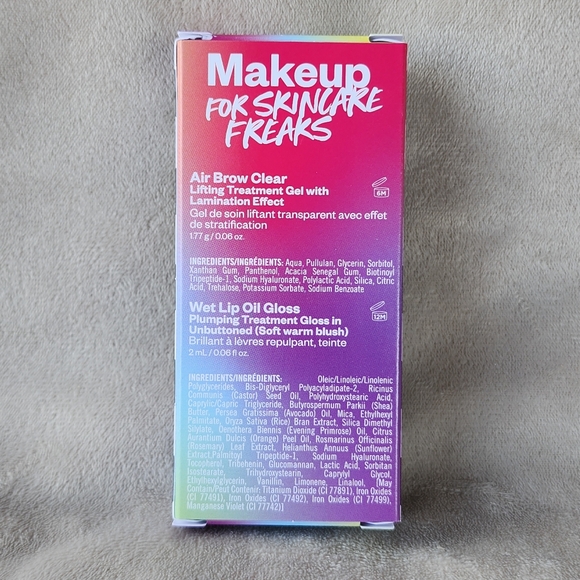 Makeup
FOR SKINCARE
FREAKS
Air Brow Clear
Lifting Treatment Gel with
Lamination Effect
Gel de soin liftant transparent avec effet
de stratification
1.77 g / 0.06 oz.
6M
INGREDIENTS/INGRÉDIENTS: Aqua, Pullulan, Glycerin, Sorbitol,
Xanthan Gum, Panthenol, Acacia Senegal Gum, Biotinoyl
Tripeptide-1, Sodium Hyaluronate, Polylactic Acid, Silica, Citric
Acid, Trehalose, Potassium Sorbate, Sodium Benzoate
Wet Lip Oil Gloss
Plumping Treatment Gloss in
Unbuttoned (Soft warm blush)
Brillant à lèvres repulpant, teinte
2 mL / 0.06 fl oz.
12M
INGREDIENTS/INGRÉDIENTS: Oleic/Linoleic/Linolenic
Polyglycerides, Bis-Diglyceryl Polyacyladipate-2, Ricinus
Communis (Castor) Seed Oil, Polyhydroxystearic Acid,
Caprylic/Capric Triglyceride, Butyrospermum Parkii (Shea)
Butter, Persea Gratissima (Avocado) Oil, Mica, Ethylhexyl
Palmitate, Oryza Sativa (Rice) Bran Extract, Silica Dimethyl
Silylate, Oenothera Biennis (Evening Primrose) Oil, Citrus
Aurantium Dulcis (Orange) Peel Oil, Rosmarinus Officinalis
(Rosemary) Leaf Extract, Helianthus Annuus (Sunflower)
Extract, Palmitoyl Tripeptide-1, Sodium Hyaluronate,
Tocopherol, Tribehenin, Glucomannan, Lactic Acid, Sorbitan
Isostearate, Tetrahydroxystearin, Caprylyl Glycol,
Ethylhexylglycerin, Vanillin, Limonene, Linalool, [May
Contain/Peut Contenir: Titanium Dioxide (CI 77891), Iron Oxides
(CI 77491), Iron Oxides (CI 77492), Iron Oxides (CI 77499),
Manganese Violet (CI 77742)]